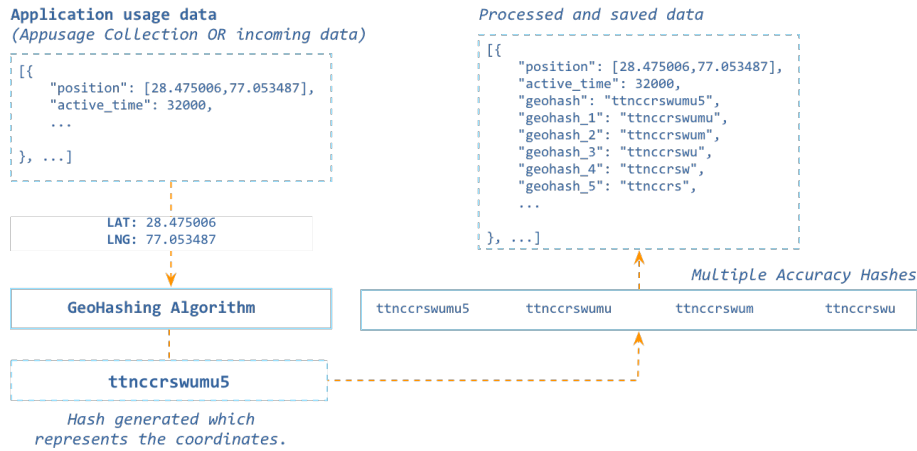 Application usage data
(Appusage Collection OR incoming data)
[{
"position": [28.475006,77.053487],
"active_time": 32000,
...
}, ...]
LAT: 28.475006
LNG: 77.053487
GeoHashing Algorithm
ttnccrswumu5
Hash generated which
represents the coordinates.
Processed and saved data
[{
"position": [28.475006,77.053487],
"active_time": 32000,
"geohash": "ttnccrswumu5",
"geohash_1": "ttnccrswumu",
"geohash_2": "ttnccrswum",
"geohash_3": "ttnccrswu",
"geohash_4": "ttnccrsw",
"geohash_5": "ttnccrs",
...
}, ...]
Multiple Accuracy Hashes
ttnccrswumu5 ttnccrswumu ttnccrswum ttnccrswu